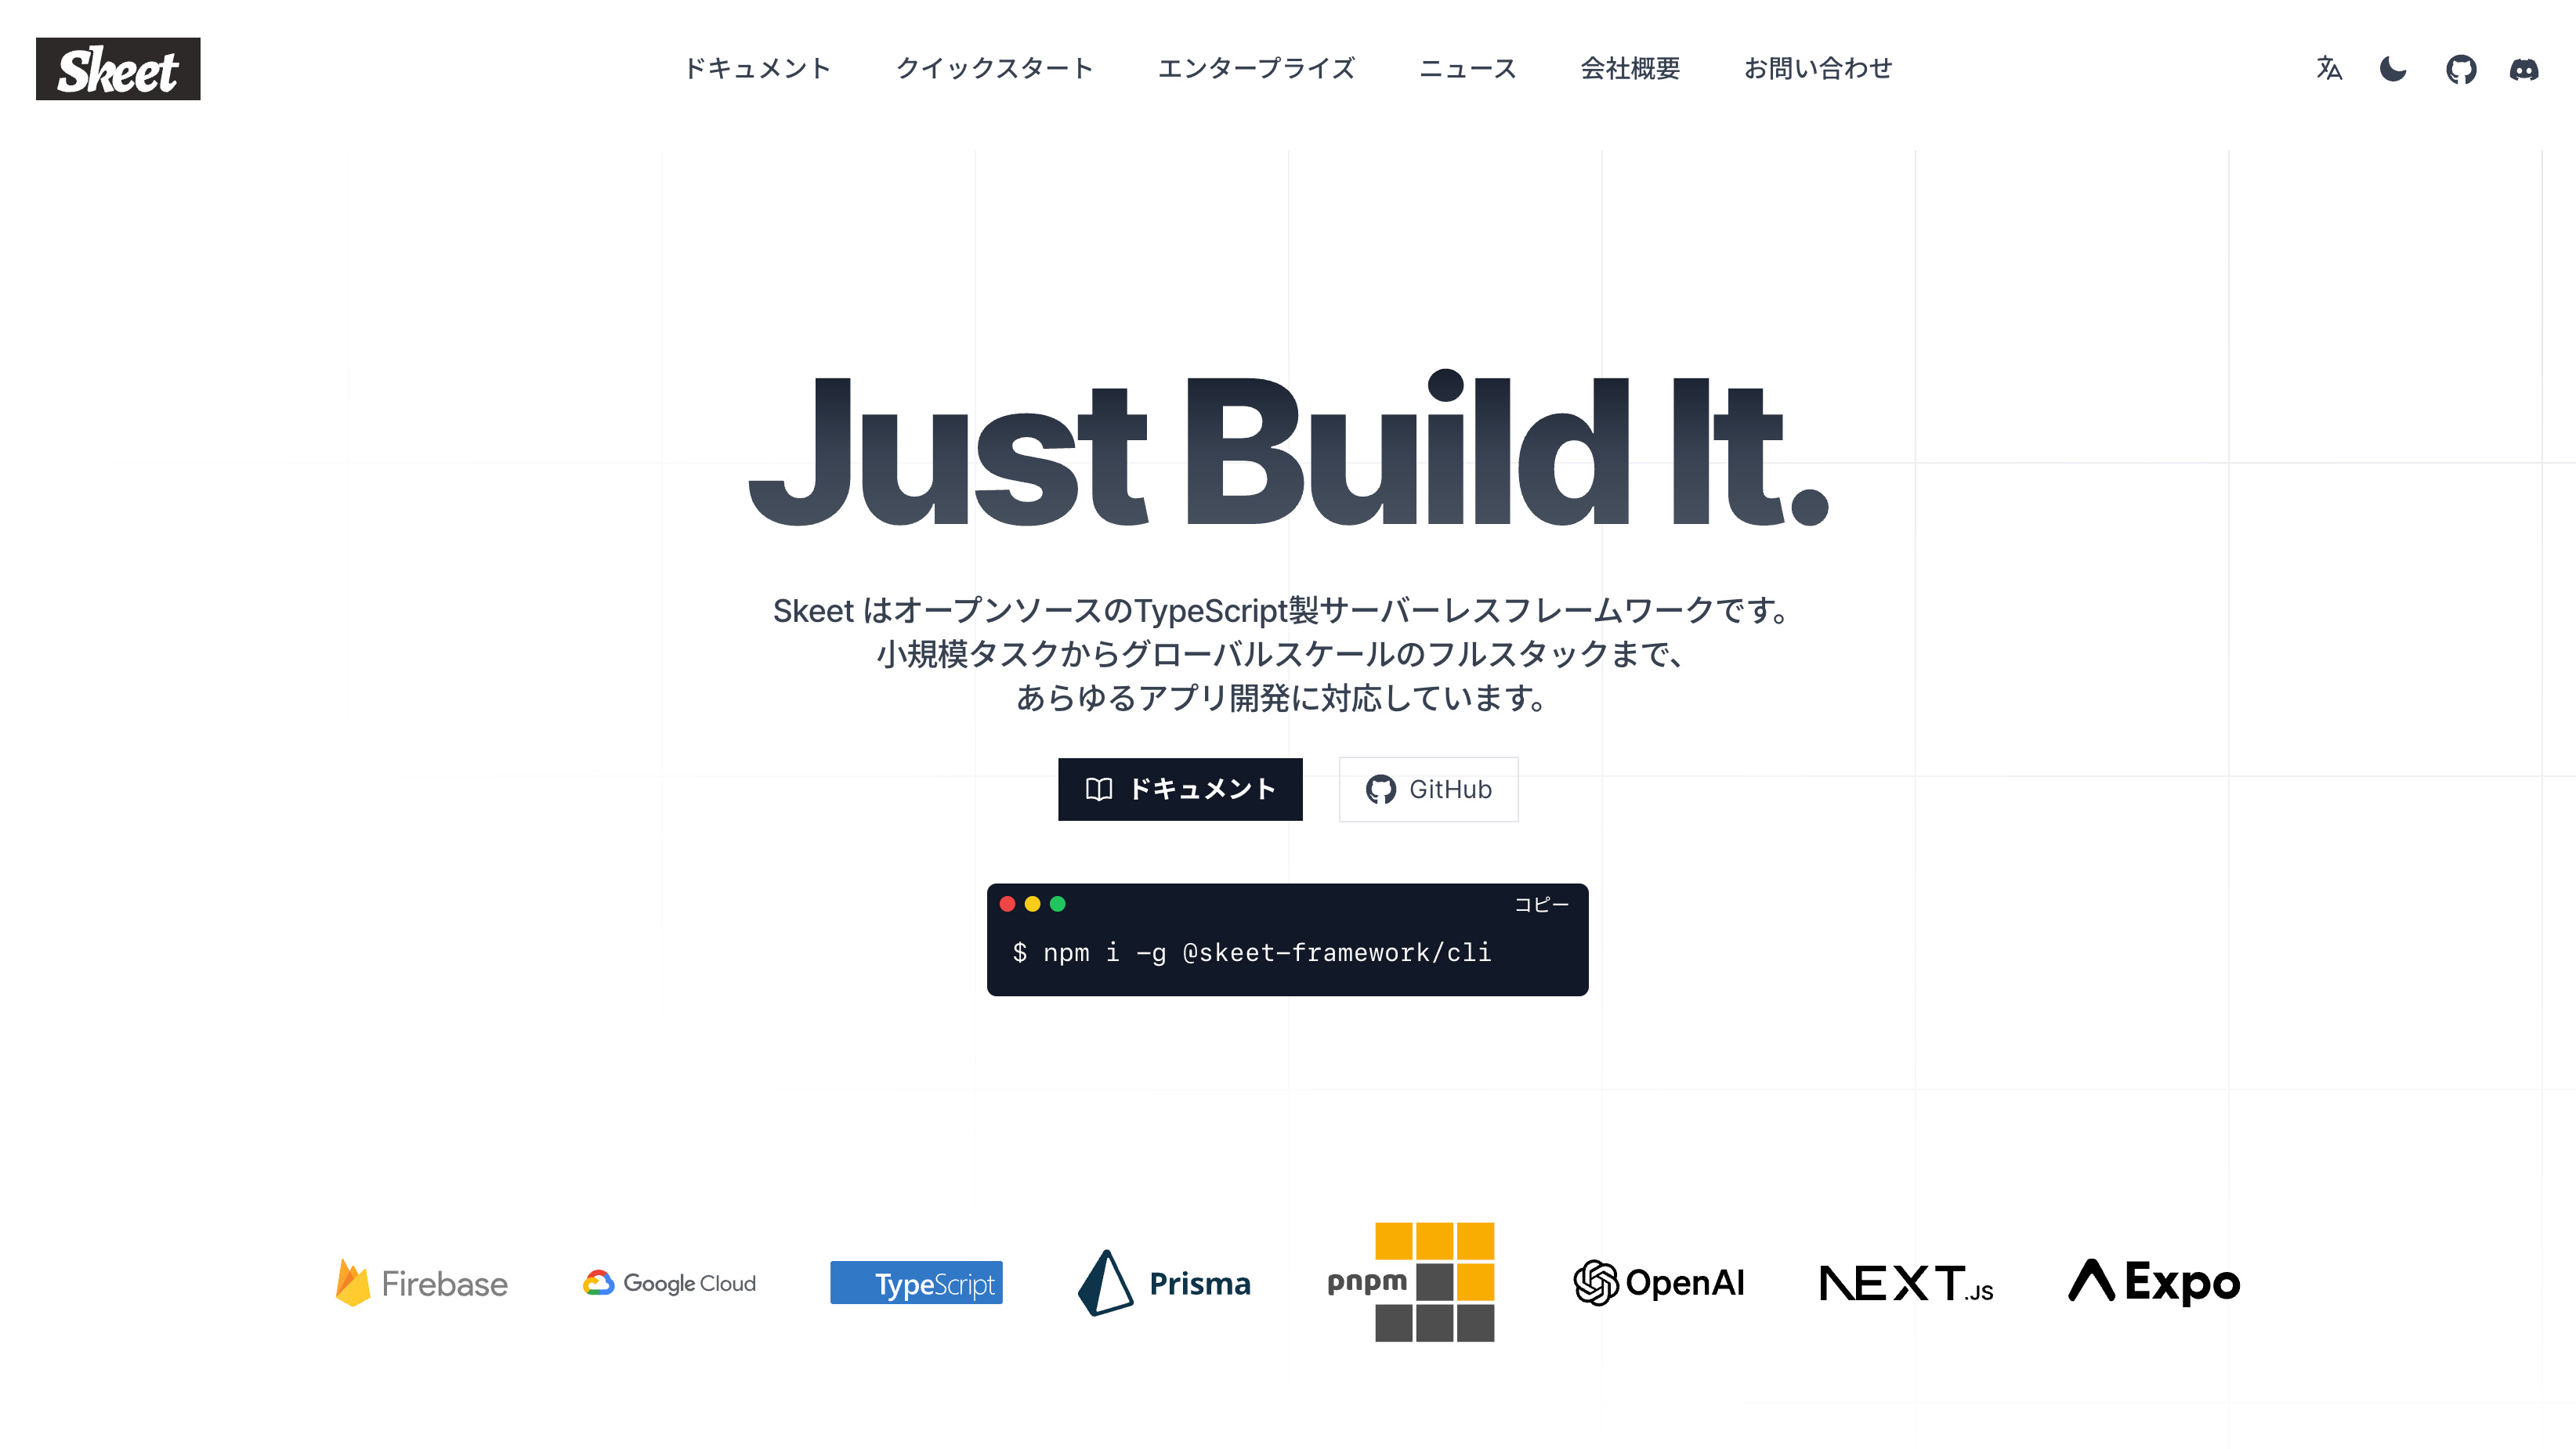 Skeet
ドキュメント
クイックスタート
エンタープライズ
ニュース
会社概要
お問い合わせ
Just Build It.
Skeet はオープンソースのTypeScript製サーバーレスフレームワークです。
小規模タスクからグローバルスケールのフルスタックまで、
あらゆるアプリ開発に対応しています。
ドキュメント
GitHub
コピー
$ npm i -g @skeet-framework/cli
Firebase
Google Cloud
TypeScript
Prisma
pnpm
OpenAI
NEXT.JS
Expo